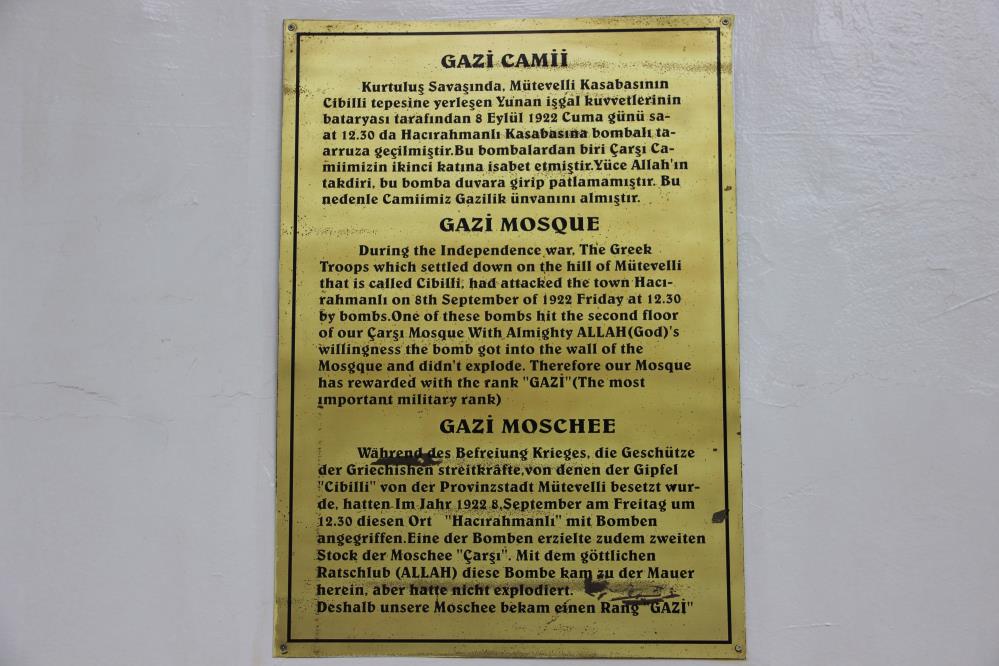 GAZİ CAMİİ
Kurtuluş Savaşında, Mütevelli Kasabasının
Cibilli tepesine yerleşen Yunan işgal kuvvetlerinin
bataryası tarafından 8 Eylül 1922 Cuma günü sa-
at 12.30 da Hacırahmanlı Kasabasına bombalı ta-
arruza geçilmiştir.Bu bombalardan biri Çarşı Ca-
miimizin ikinci katına isabet etmiştir.Yüce Allah'ın
takdiri, bu bomba duvara girip patlamamıştır. Bu
nedenle Camiimiz Gazilik ünvanını almıştır.
GAZİ MOSQUE
During the Independence war, The Greek
Troops which settled down on the hill of Mütevelli
that is called Cibilli, had attacked the town Hacı-
rahmanlı on 8th September of 1922 Friday at 12.30
by bombs.One of these bombs hit the second floor
of our Çarşı Mosque With Almighty ALLAH(God)'s
willingness the bomb got into the wall of the
Mosgque and didn't explode. Therefore our Mosque
has rewarded with the rank "GAZİ"(The most
ımportant military rank)
GAZİ MOSCHEE
Während des Befreiung Krieges, die Geschütze
der Griechishen streitkräfte,von denen der Gipfel
"Cibilli" von der Provinzstadt Mütevelli besetzt wur-
de, hatten Im Jahr 1922 8,September am Freitag um
12.30 diesen Ort "Hacırahmanlı" mit Bomben
angegriffen.Eine der Bomben erzielte zudem zweiten
Stock der Moschee "Çarşı". Mit dem göttlichen
Ratschlub (ALLAH) diese Bombe kam zu der Mauer
herein, aber hatte nicht explodiert.
Deshalb unsere Moschee bekam einen Rang "GAZİ"